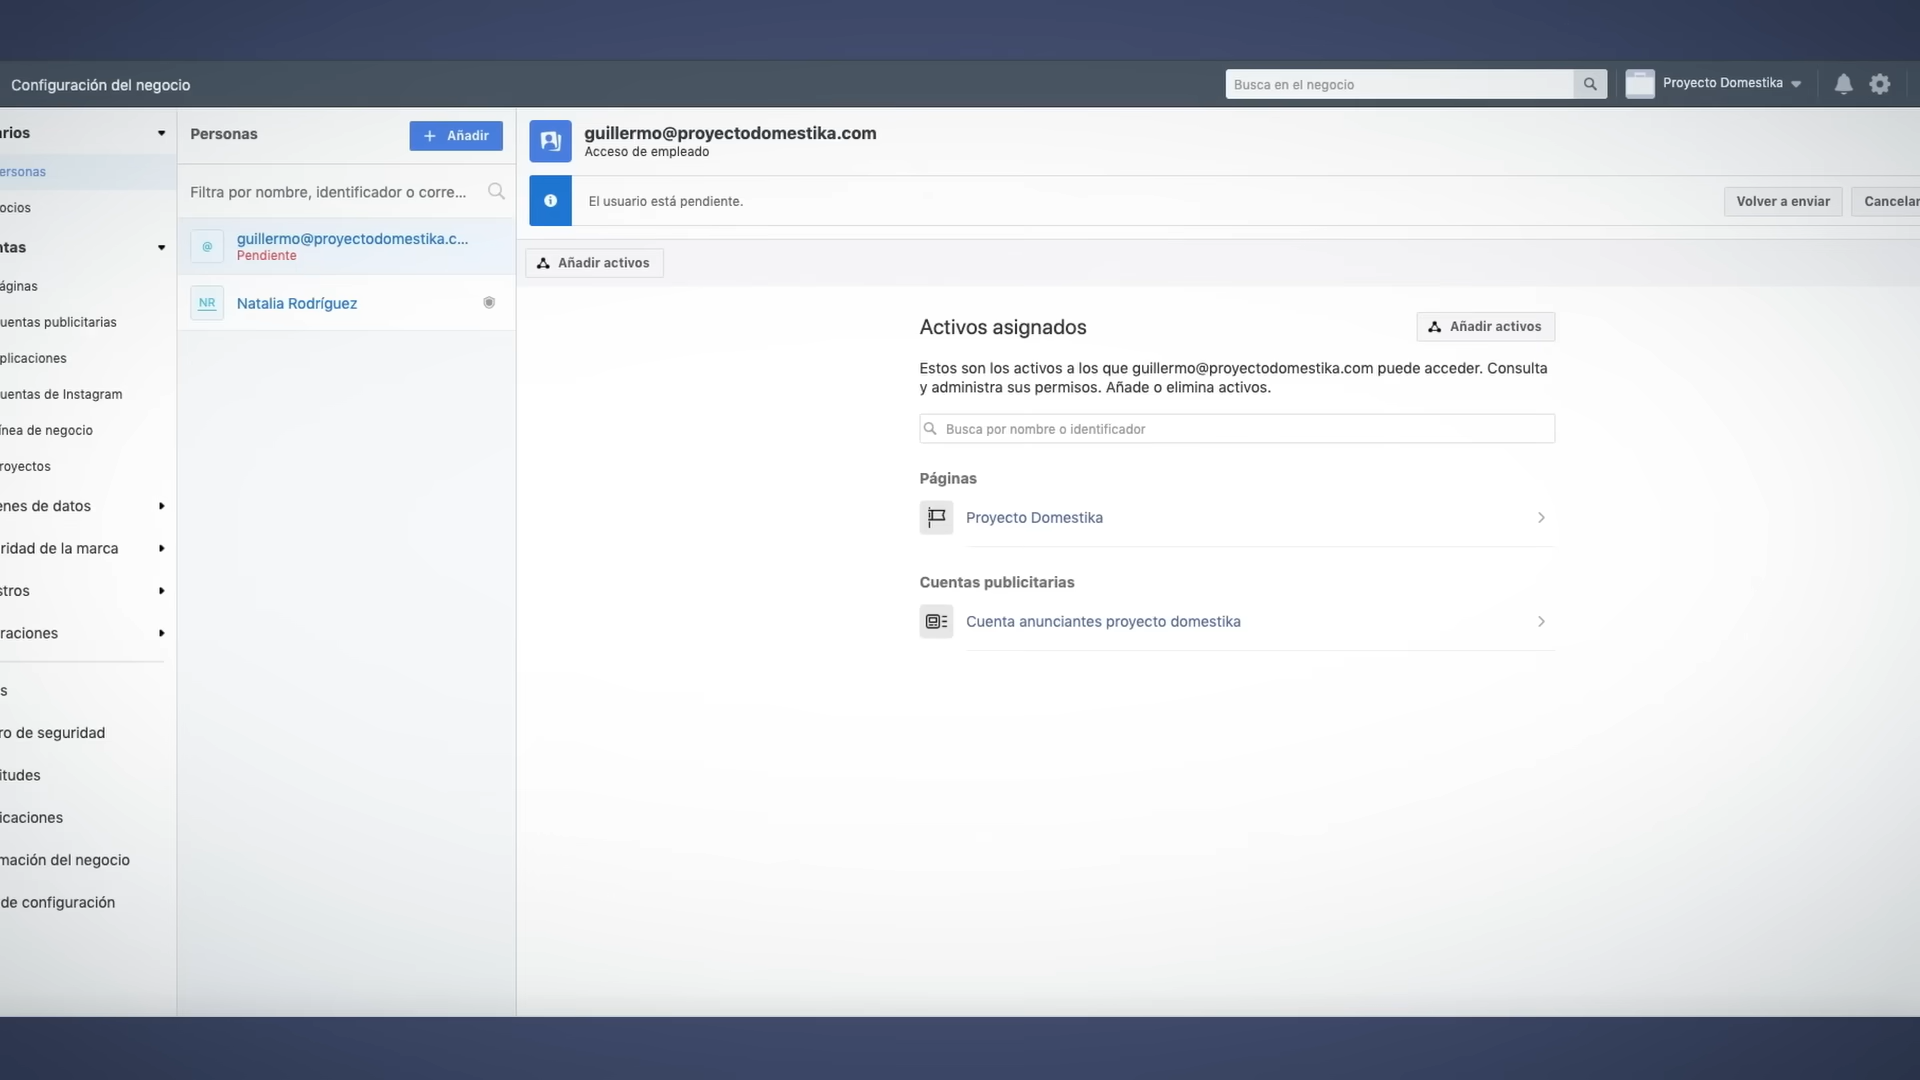 Configuración del negocio
Busca en el negocio
Proyecto Domestika
arios
ersonas
ocios
ntas
áginas
uentas publicitarias
plicaciones
uentas de Instagram
ínea de negocio
royectos
enes de datos
ridad de la marca
stros
raciones
s
ro de seguridad
itudes
icaciones
mación del negocio
de configuración
Personas
+ Añadir
Filtra por nombre, identificador o corre...
@
guillermo@proyectodomestika.c...
Pendiente
NR
Natalia Rodríguez
guillermo@proyectodomestika.com
Acceso de empleado
El usuario está pendiente.
Volver a enviar
Cancelar
Añadir activos
Activos asignados
Añadir activos
Estos son los activos a los que guillermo@proyectodomestika.com puede acceder. Consulta
y administra sus permisos. Añade o elimina activos.
Busca por nombre o identificador
Páginas
Proyecto Domestika
Cuentas publicitarias
Cuenta anunciantes proyecto domestika